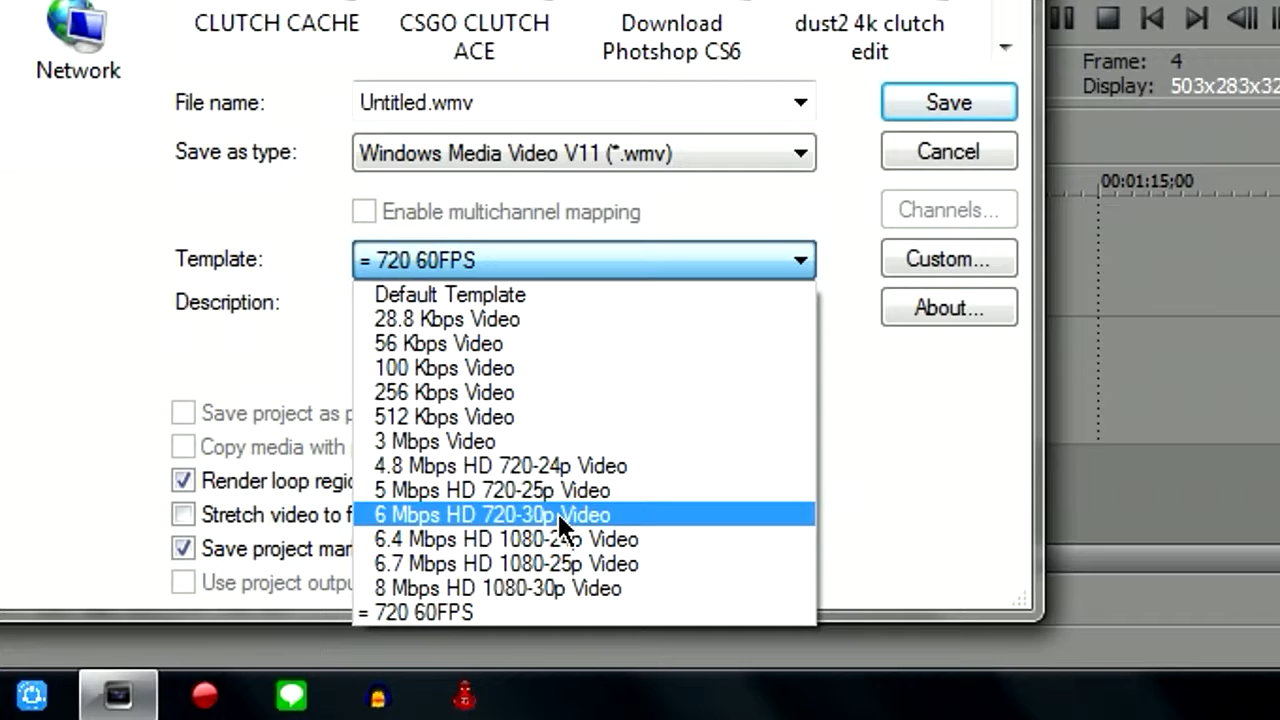 CLUTCH CACHE
CSGO CLUTCH
ACE
Download
Photshop CS6
dust2 4k clutch
edit
Network
Frame: 4
Display: 503x283x32
File name:
Untitled.wmv
Save
Save as type:
Windows Media Video V11 (*.wmv)
Cancel
00:01:15;00
Enable multichannel mapping
Channels...
Template:
= 720 60FPS
Custom...
Description:
About...
Default Template
28.8 Kbps Video
56 Kbps Video
100 Kbps Video
256 Kbps Video
512 Kbps Video
3 Mbps Video
4.8 Mbps HD 720-24p Video
5 Mbps HD 720-25p Video
6 Mbps HD 720-30p Video
6.4 Mbps HD 1080-24p Video
6.7 Mbps HD 1080-25p Video
8 Mbps HD 1080-30p Video
= 720 60FPS
Save project as p
Copy media with
Render loop regio
Stretch video to f
Save project mar
Use project outpu